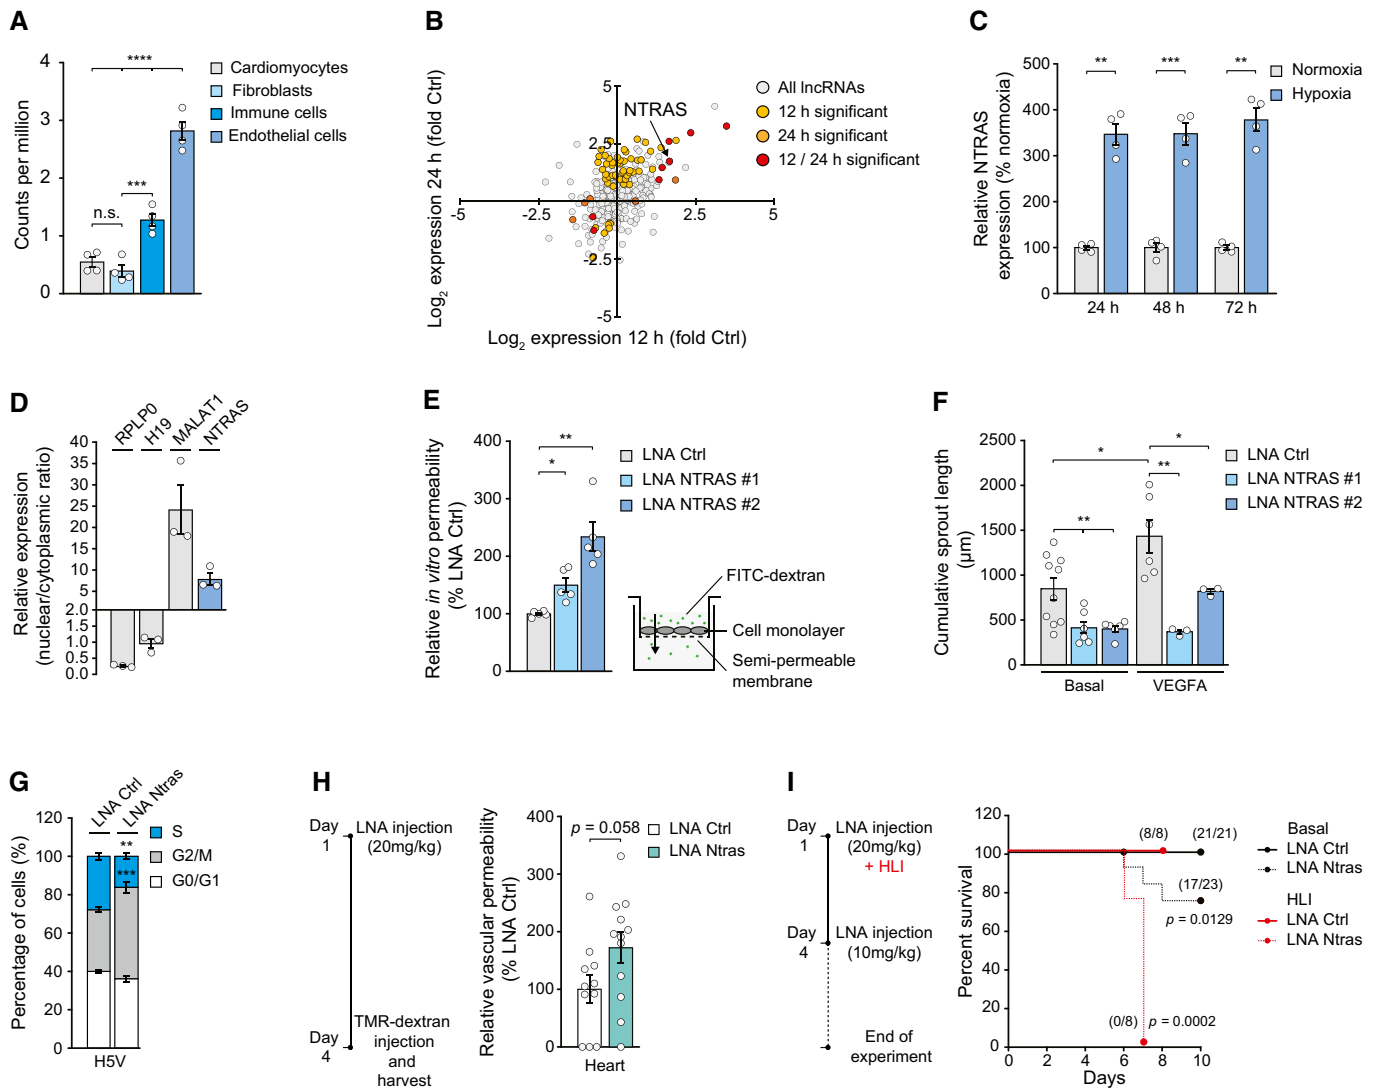 A
Counts per million
4
3
2
1
0
****
***
n.s.
Cardiomyocytes
Fibroblasts
Immune cells
Endothelial cells
B
Log2 expression 24 h (fold Ctrl)
5
2.5
-2.5
-5
-5
-2.5
2.5
5
NTRAS
Log2 expression 12 h (fold Ctrl)
All lncRNAs
12 h significant
24 h significant
12 / 24 h significant
C
Relative NTRAS
expression (% normoxia)
500
400
300
200
100
0
**
***
**
24 h
48 h
72 h
Normoxia
Hypoxia
D
Relative expression
(nuclear/cytoplasmic ratio)
RPLP0
H19
MALAT1
NTRAS
40
35
30
25
20
15
10
5
2.0
1.5
1.0
0.5
0.0
E
Relative in vitro permeability
(% LNA Ctrl)
400
300
200
100
0
**
*
LNA Ctrl
LNA NTRAS #1
LNA NTRAS #2
FITC-dextran
Cell monolayer
Semi-permeable
membrane
F
Cumulative sprout length
(µm)
2500
2000
1500
1000
500
0
*
**
*
**
Basal
VEGFA
LNA Ctrl
LNA NTRAS #1
LNA NTRAS #2
G
Percentage of cells (%)
LNA Ctrl
LNA Ntras
120
100
80
60
40
20
0
**
***
H5V
S
G2/M
G0/G1
H
Day
1
LNA injection
(20mg/kg)
Day
4
TMR-dextran
injection
and
harvest
Relative vascular permeability
(% LNA Ctrl)
400
300
200
100
0
p = 0.058
Heart
LNA Ctrl
LNA Ntras
I
Day
1
LNA injection
(20mg/kg)
+ HLI
Day
4
LNA injection
(10mg/kg)
End of
experiment
Percent survival
120
100
80
60
40
20
0
0
2
4
6
8
10
Days
(8/8)
(21/21)
(17/23)
p = 0.0129
(0/8)
p = 0.0002
Basal
LNA Ctrl
LNA Ntras
HLI
LNA Ctrl
LNA Ntras